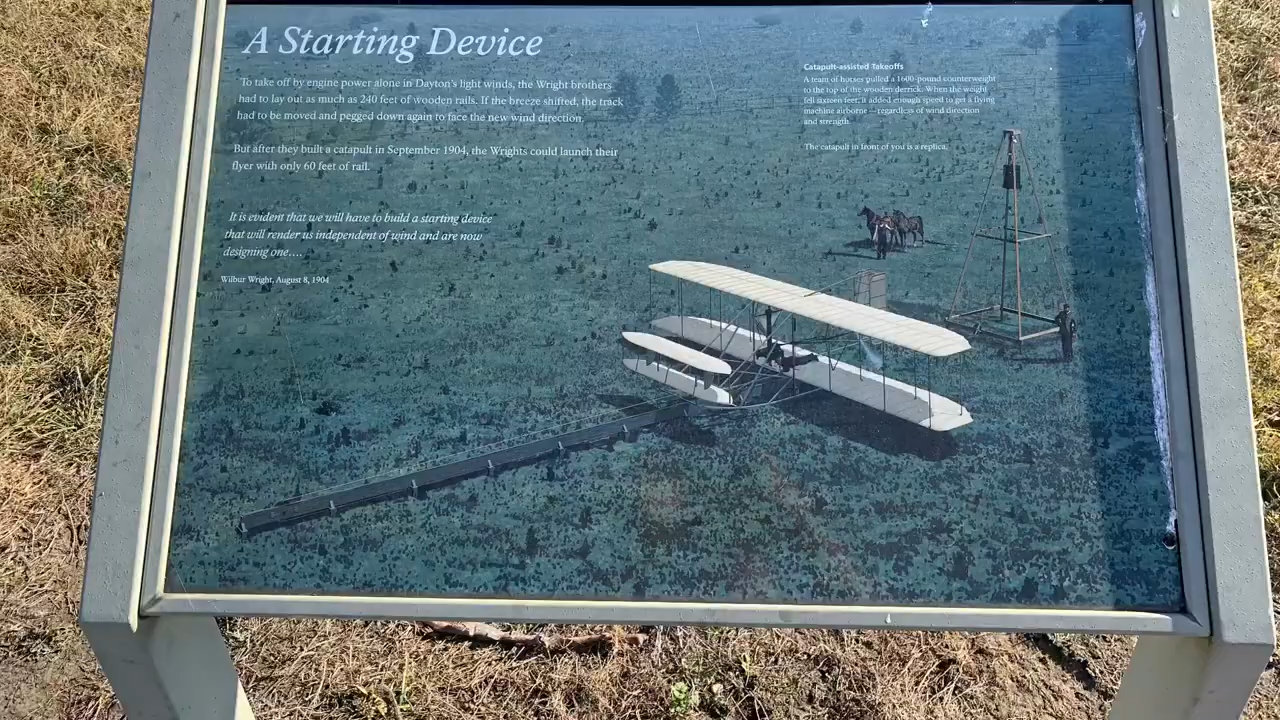 A Starting Device
To take off by engine power alone in Dayton's light winds, the Wright brothers
had to lay out as much as 240 feet of wooden rails. If the breeze shifted, the track
had to be moved and pegged down again to face the new wind direction.
But after they built a catapult in September 1904, the Wrights could launch their
flyer with only 60 feet of rail.
It is evident that we will have to build a starting device
that will render us independent of wind and are now
designing one....
Wilbur Wright, August 8, 1904
Catapult-assisted Takeoffs
A team of horses pulled a 1600-pound counterweight
to the top of the wooden derrick. When the weight
fell sixteen feet, it added enough speed to get a flying
machine airborne—regardless of wind direction
and strength.
The catapult in front of you is a replica.